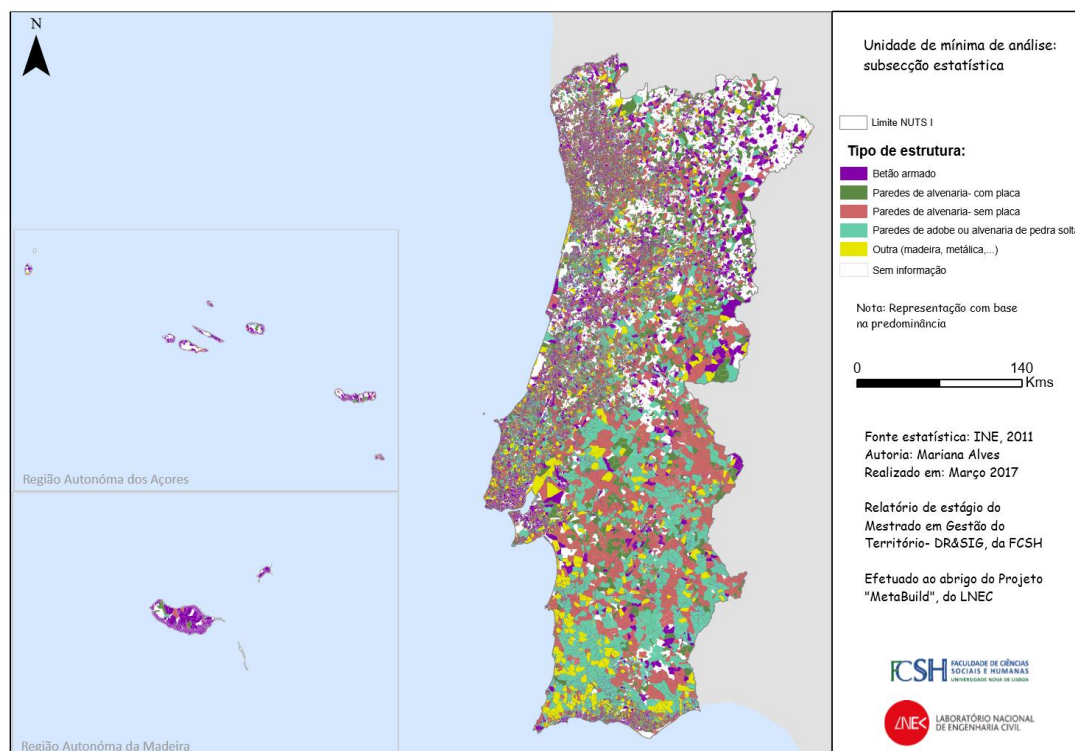 N
Região Autonóma dos Açores
Região Autonóma da Madeira
Unidade de mínima de análise:
subsecção estatística
Limite NUTS I
Tipo de estrutura:
Betão armado
Paredes de alvenaria- com placa
Paredes de alvenaria- sem placa
Paredes de adobe ou alvenaria de pedra solta
Outra (madeira, metálica,...)
Sem informação
Nota: Representação com base
na predominância
0 140
Kms
Fonte estatística: INE, 2011
Autoria: Mariana Alves
Realizado em: Março 2017
Relatório de estágio do
Mestrado em Gestão do
Território- DR&SIG, da FCSH
Efetuado ao abrigo do Projeto
"MetaBuild", do LNEC
FCSH FACULDADE DE CIÊNCIAS
SOCIAIS E HUMANAS
UNIVERSIDADE NOVA DE LISBOA
LNEC LABORATÓRIO NACIONAL
DE ENGENHARIA CIVIL